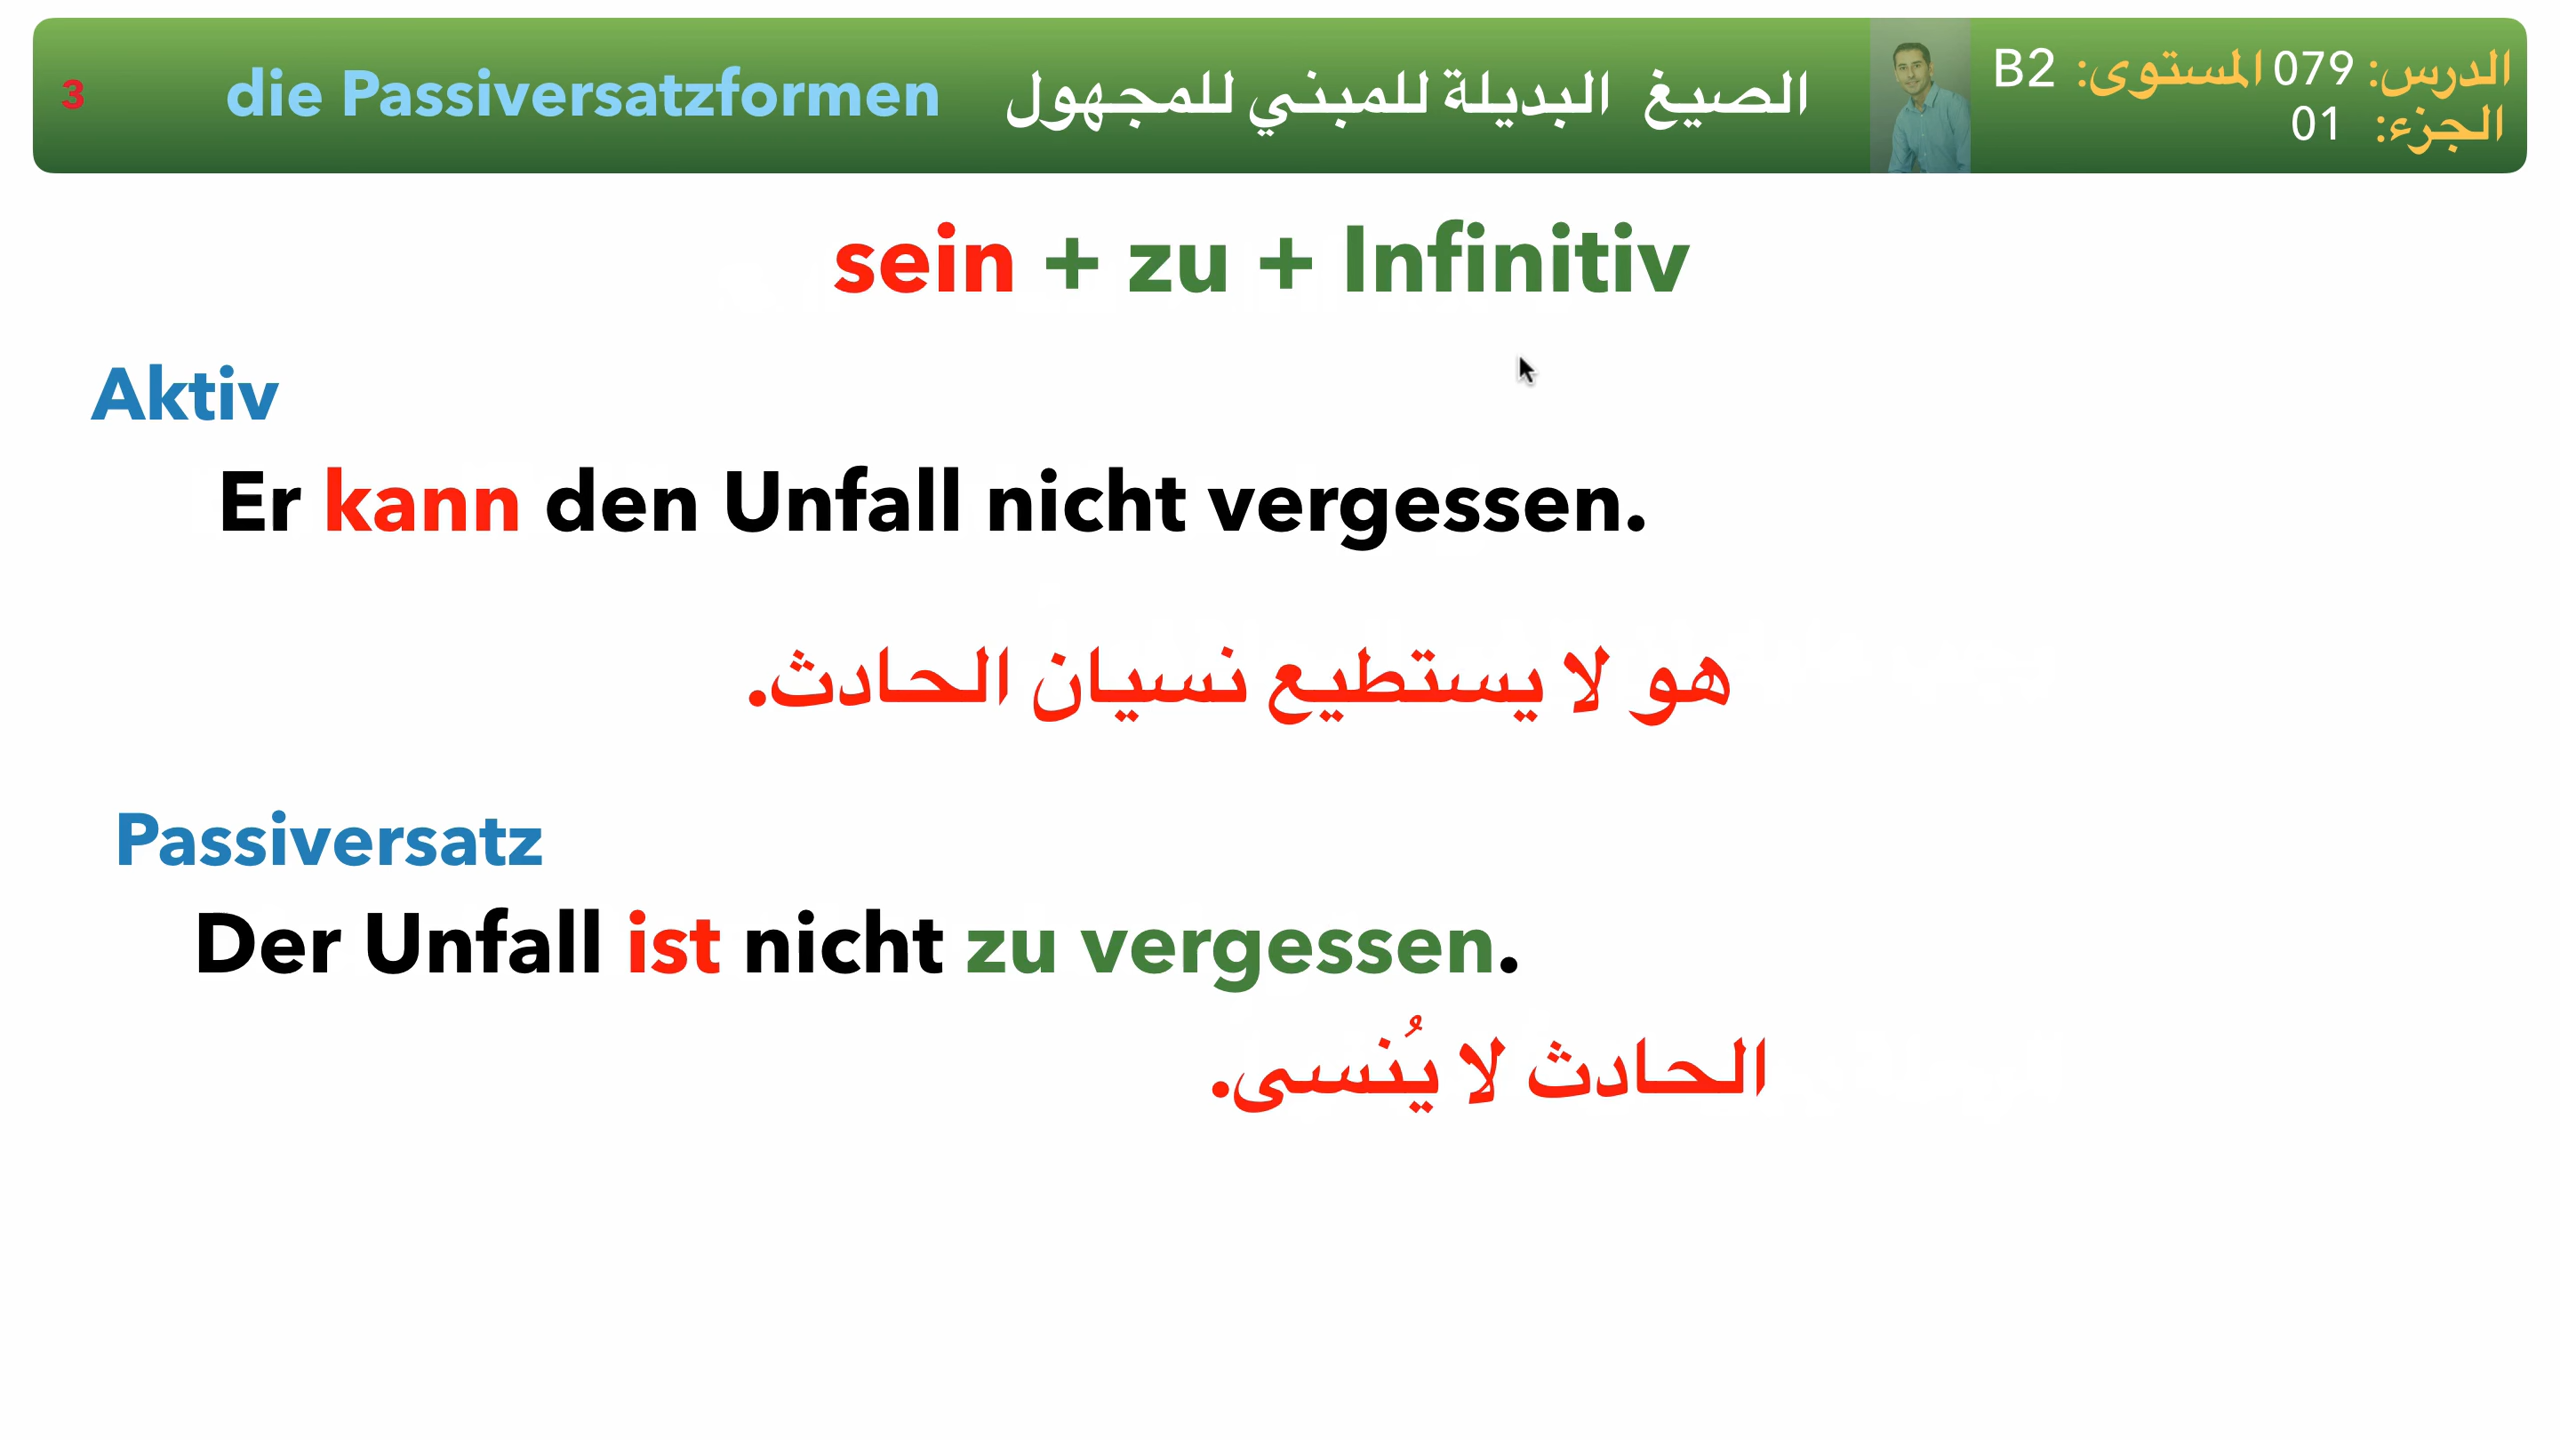 3 die Passiversatzformen الصيغ البديلة للمبني للمجهول
الدرس: 079 المستوى: B2
الجزء: 01
sein + zu + Infinitiv
Aktiv
Er kann den Unfall nicht vergessen.
هو لا يستطيع نسيان الحادث.
Passiversatz
Der Unfall ist nicht zu vergessen.
الحادث لا يُنسى.